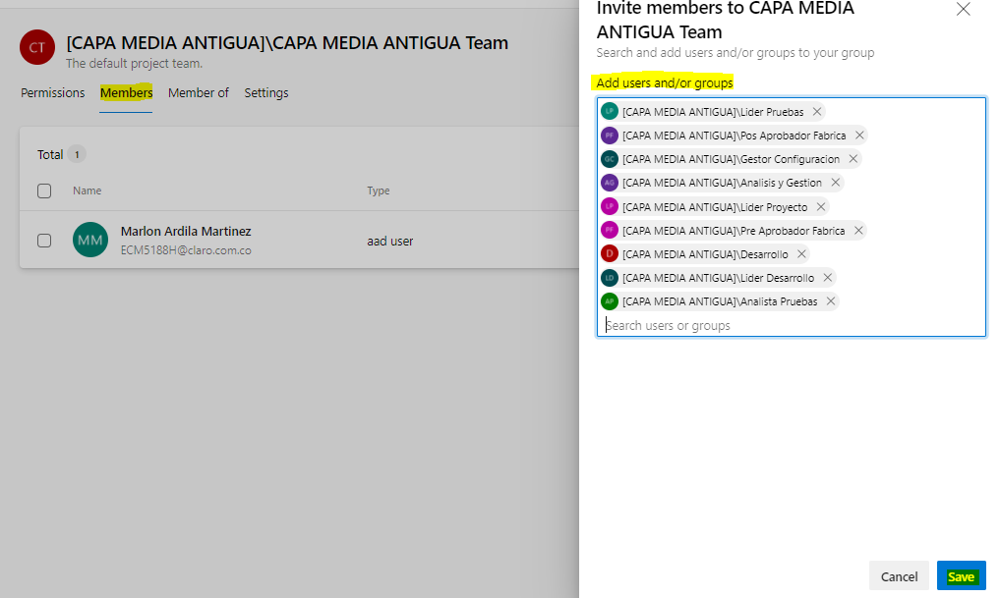 CT
[CAPA MEDIA ANTIGUA]\CAPA MEDIA ANTIGUA Team
The default project team.
Permissions Members Member of Settings
Total 1
Name Type
MM
Marlon Ardila Martinez
ECM5188H@claro.com.co
aad user
Invite members to CAPA MEDIA
ANTIGUA Team
Search and add users and/or groups to your group
Add users and/or groups
LP [CAPA MEDIA ANTIGUA]\Lider Pruebas
PF [CAPA MEDIA ANTIGUA]\Pos Aprobador Fabrica
GC [CAPA MEDIA ANTIGUA]\Gestor Configuracion
AG [CAPA MEDIA ANTIGUA]\Analisis y Gestion
LP [CAPA MEDIA ANTIGUA]\Lider Proyecto
PF [CAPA MEDIA ANTIGUA]\Pre Aprobador Fabrica
D [CAPA MEDIA ANTIGUA]\Desarrollo
LD [CAPA MEDIA ANTIGUA]\Lider Desarrollo
AP [CAPA MEDIA ANTIGUA]\Analista Pruebas
Search users or groups
Cancel Save